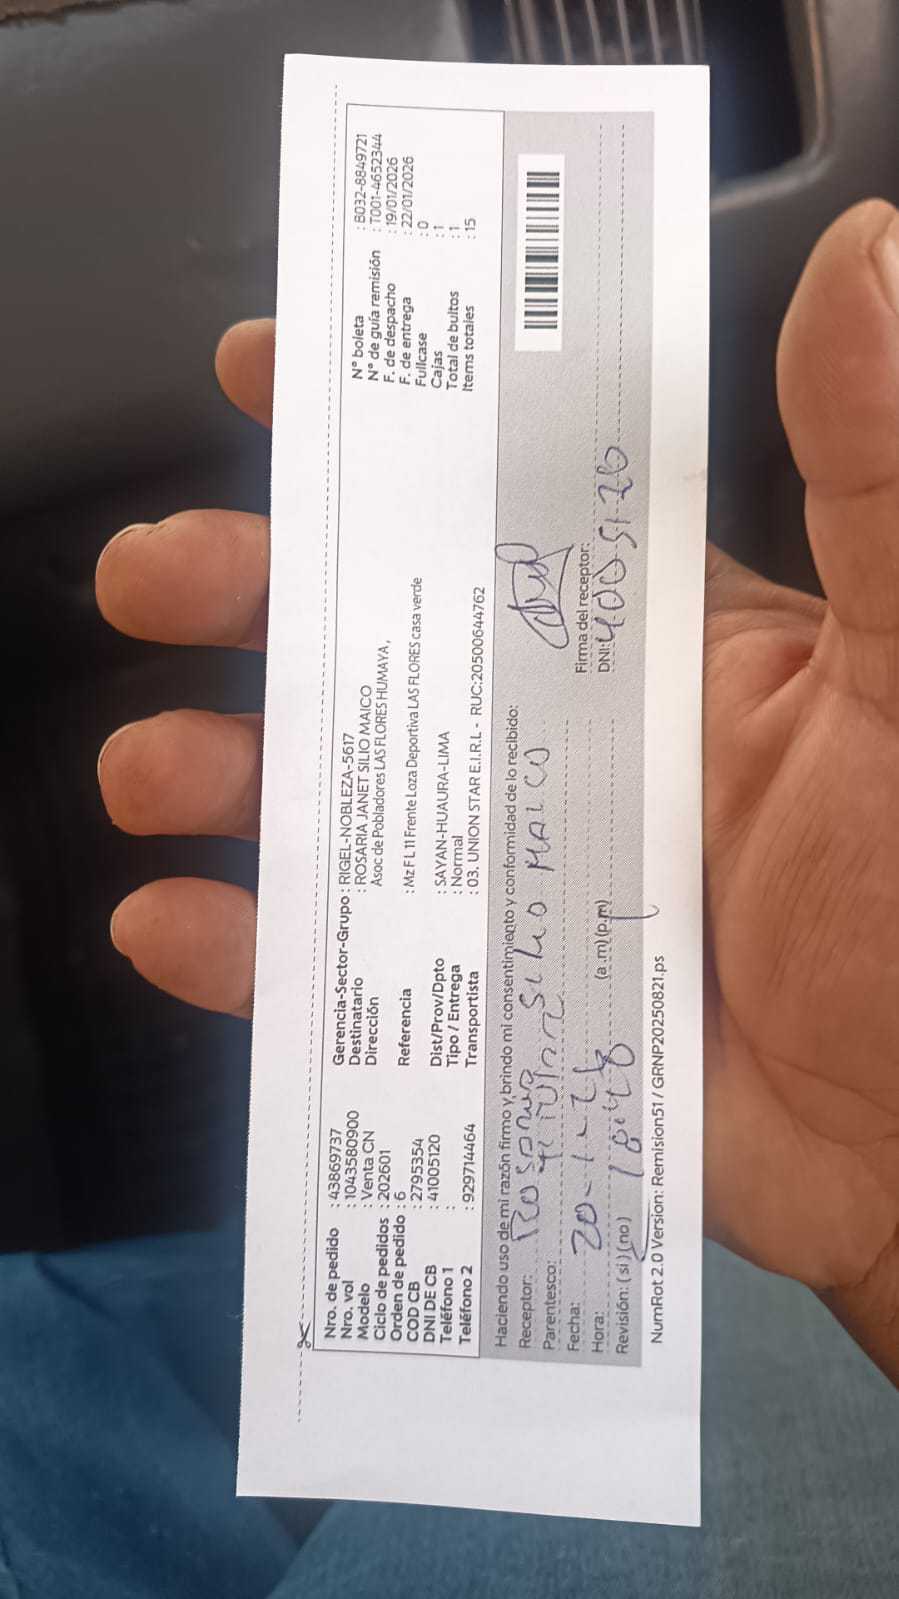 Nro. de pedido : 43869737
Nro. vol : 1043580900
Modelo : Venta CN
Ciclo de pedidos : 202601
Orden de pedido : 6
COD CB : 2795354
DNI DE CB : 41005120
Teléfono 1 :
Teléfono 2 : 929714464
Gerencia-Sector-Grupo : RIGEL-NOBLEZA-5617
Destinatario : ROSARIA JANET SILIO MAICO
Dirección Asoc de Pobladores LAS FLORES HUMAYA ,
Referencia : Mz F L 11 Frente Loza Deportiva LAS FLORES casa verde
Dist/Prov/Dpto : SAYAN-HUAURA-LIMA
Tipo / Entrega : Normal
Transportista : 03. UNION STAR E.I.R.L - RUC:20500644762
N° boleta : B032-8849721
N° de guía remisión : T001-4652344
F. de despacho : 19/01/2026
F. de entrega : 22/01/2026
Fullcase : 0
Cajas : 1
Total de bultos : 1
Items totales : 15
Haciendo uso de mi razón firmo y brindo mi consentimiento y conformidad de lo recibido:
Receptor: SILIO MAICO
Parentesco:
Fecha: 20-1-26
Hora: (a.m) (p.m)
Revisión: (si) (no)
Firma del receptor:
DNI:
NumRot 2.0 Version: Remision51 / GRNP20250821.ps